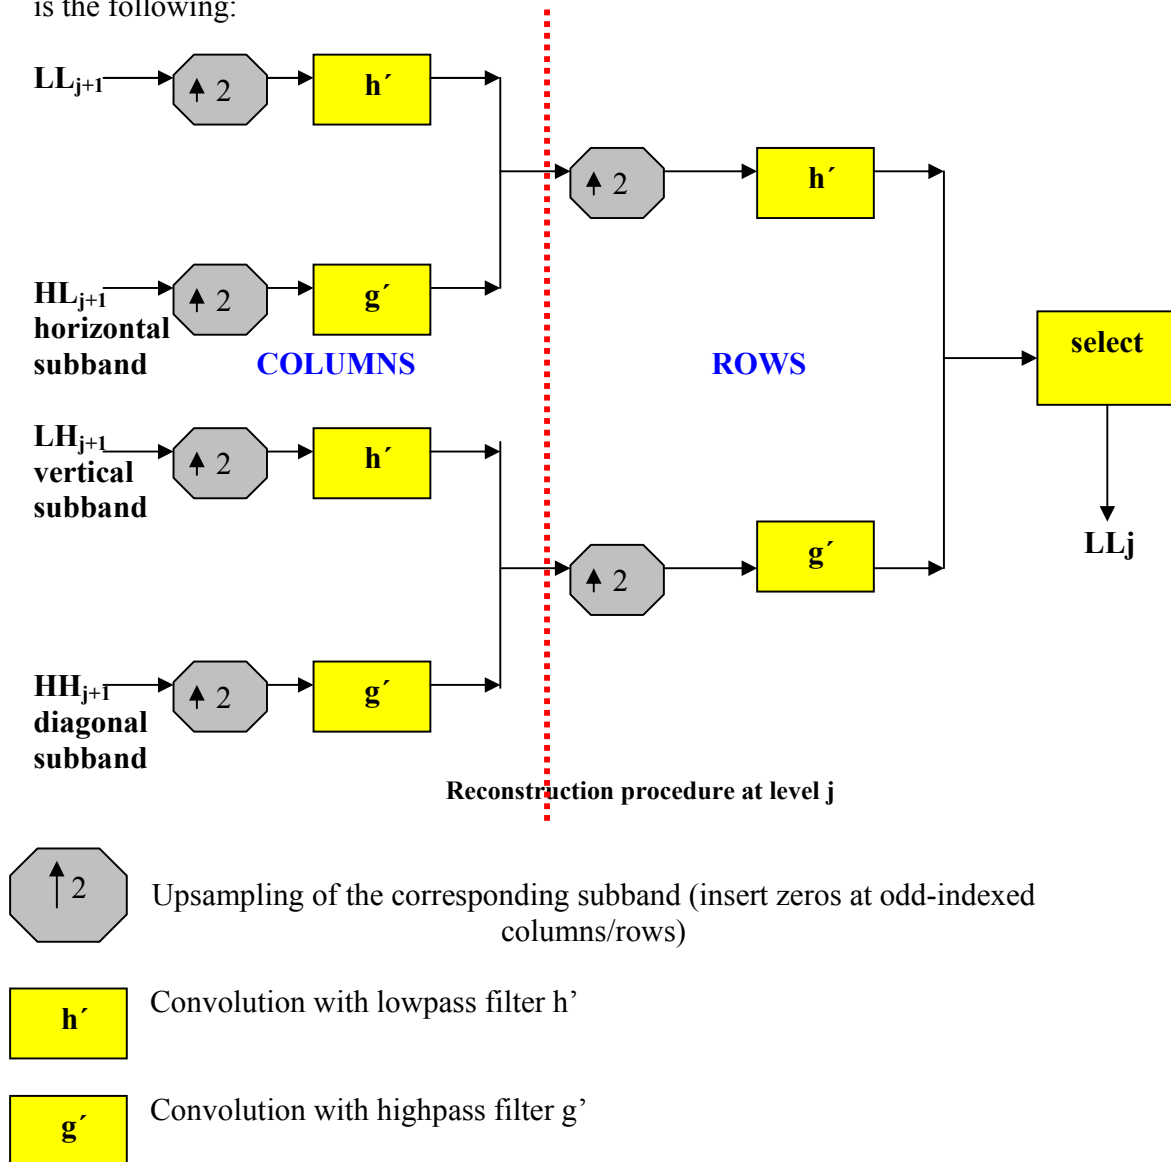 is the following:
LLj+1
2
h´
2
h´
HLj+1
horizontal
subband
2
g´
COLUMNS
ROWS
select
LHj+1
vertical
subband
2
h´
LLj
2
g´
HHj+1
diagonal
subband
2
g´
Reconstruction procedure at level j
2
Upsampling of the corresponding subband (insert zeros at odd-indexed
columns/rows)
h´
Convolution with lowpass filter h’
g´
Convolution with highpass filter g’